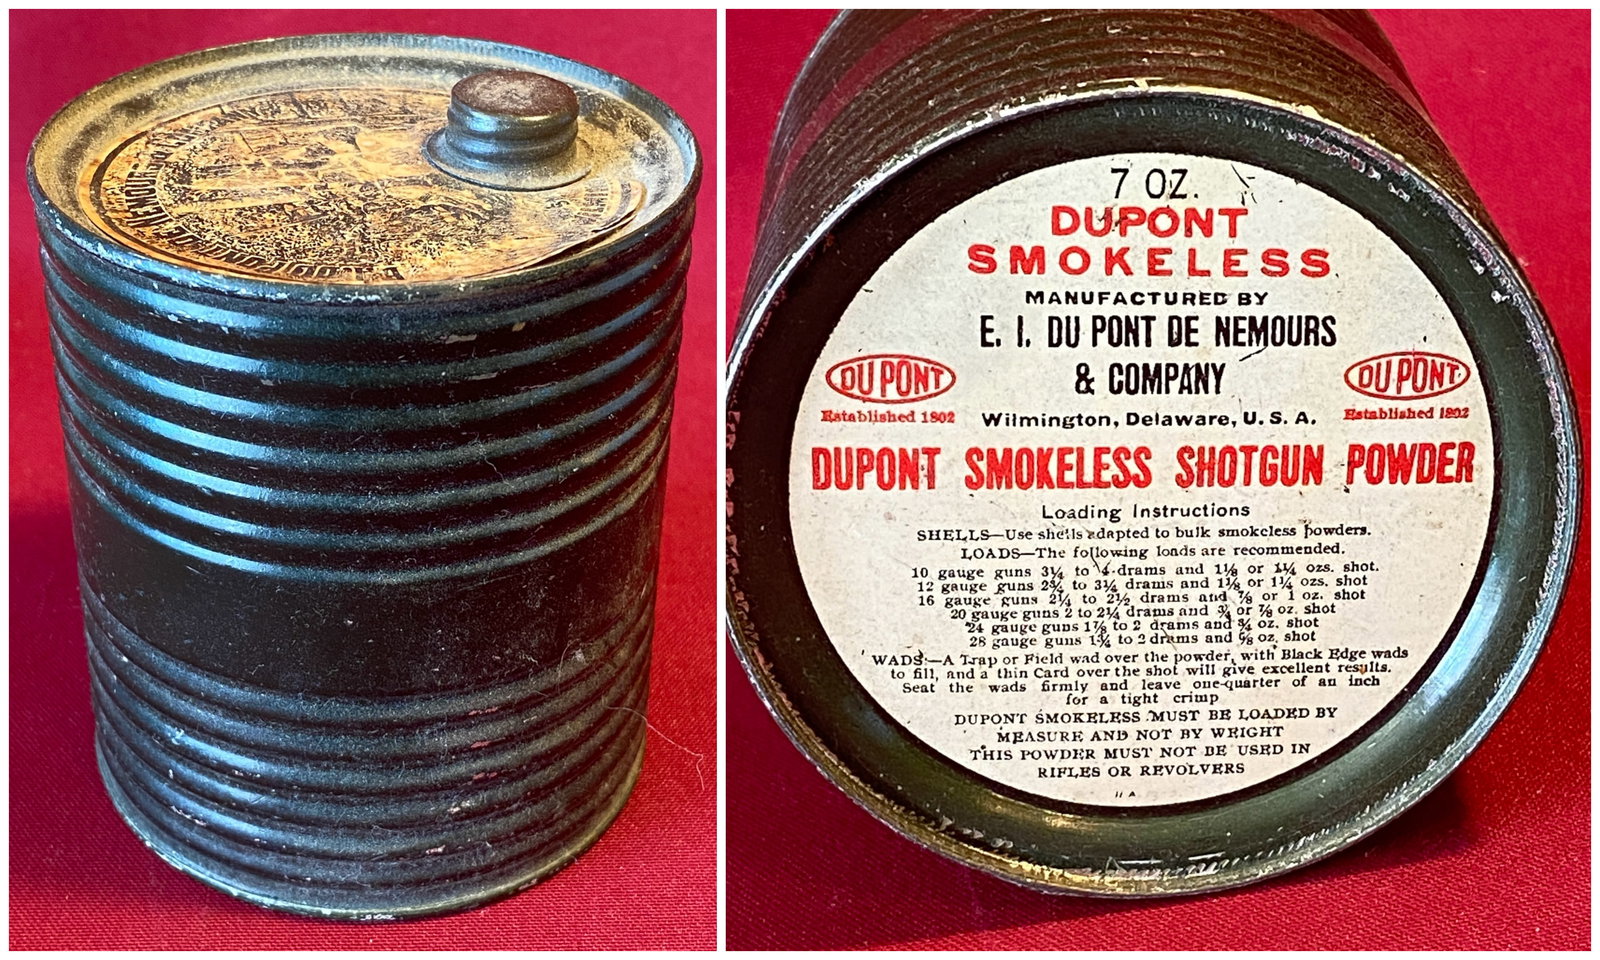 7 OZ.
DUPONT
SMOKELESS
MANUFACTURED BY
E. I. DU PONT DE NEMOURS
& COMPANY
DU PONT
Established 1802
DU PONT
Established 1802
Wilmington, Delaware, U. S. A.
DUPONT SMOKELESS SHOTGUN POWDER
Loading Instructions
SHELLS—Use shells adapted to bulk smokeless powders.
LOADS—The following loads are recommended.
10 gauge guns 3¼ to 4 drams and 1⅛ or 1¼ ozs. shot.
12 gauge guns 2¾ to 3¼ drams and 1⅛ or 1¼ ozs. shot
16 gauge guns 2¼ to 2½ drams and ⅞ or 1 oz. shot
20 gauge guns 2 to 2¼ drams and ¾ or ⅞ oz. shot
24 gauge guns 1⅞ to 2 drams and ¾ oz. shot
28 gauge guns 1¾ to 2 drams and ⅝ oz. shot
WADS:—A Trap or Field wad over the powder, with Black Edge wads
to fill, and a thin Card over the shot will give excellent results.
Seat the wads firmly and leave one-quarter of an inch
for a tight crimp
DUPONT SMOKELESS MUST BE LOADED BY
MEASURE AND NOT BY WEIGHT
THIS POWDER MUST NOT BE USED IN
RIFLES OR REVOLVERS